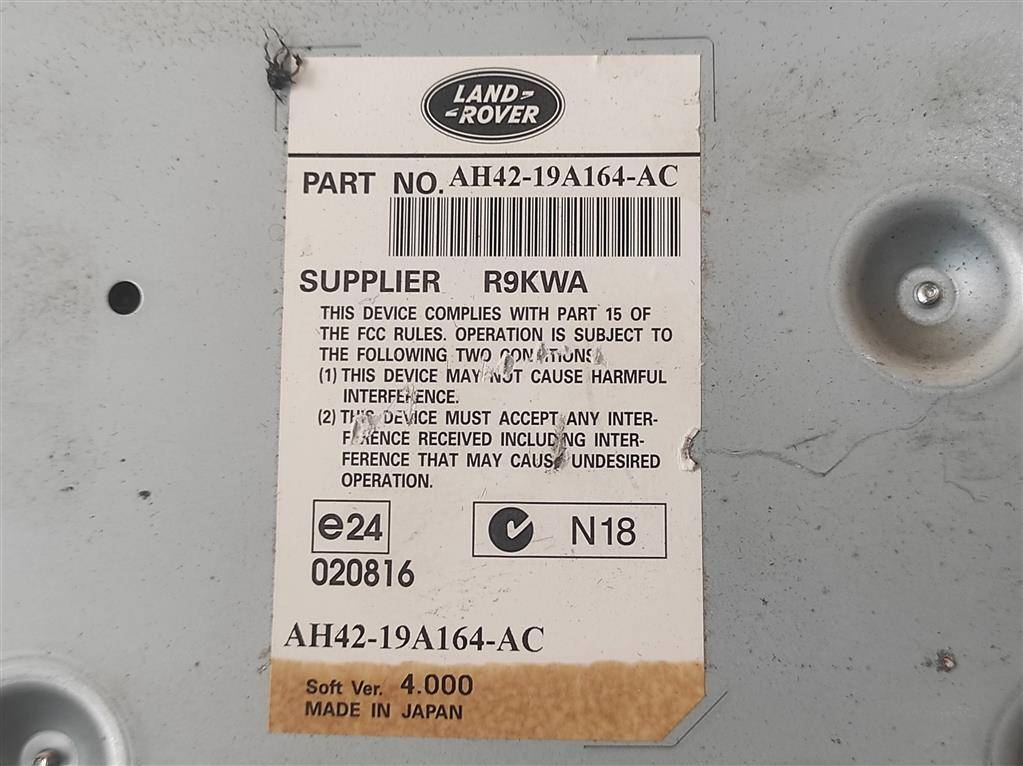 LAND-
-ROVER
PART NO. AH42-19A164-AC
SUPPLIER R9KWA
THIS DEVICE COMPLIES WITH PART 15 OF
THE FCC RULES. OPERATION IS SUBJECT TO
THE FOLLOWING TWO CONDITIONS
(1) THIS DEVICE MAY NOT CAUSE HARMFUL
INTERFERENCE.
(2) THIS DEVICE MUST ACCEPT ANY INTER-
FERENCE RECEIVED INCLUDING INTER-
FERENCE THAT MAY CAUSE UNDESIRED
OPERATION.
e24
N18
020816
AH42-19A164-AC
Soft Ver. 4.000
MADE IN JAPAN